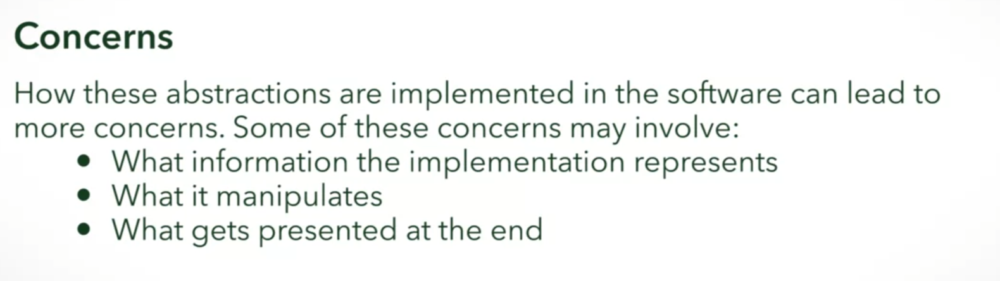 Concerns
How these abstractions are implemented in the software can lead to
more concerns. Some of these concerns may involve:
● What information the implementation represents
● What it manipulates
● What gets presented at the end